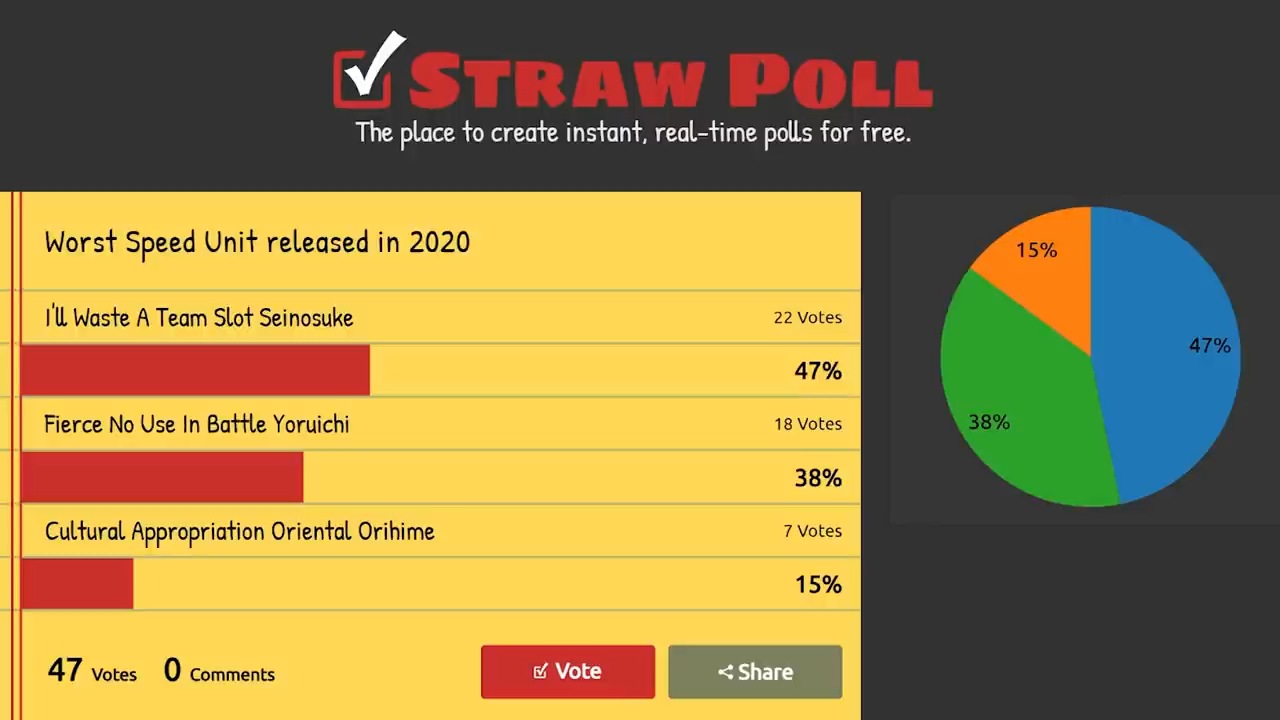 STRAW POLL
The place to create instant, real-time polls for free.
Worst Speed Unit released in 2020
I'll Waste A Team Slot Seinosuke 22 Votes
47%
Fierce No Use In Battle Yoruichi 18 Votes
38%
Cultural Appropriation Oriental Orihime 7 Votes
15%
47 Votes 0 Comments Vote Share
15%
47%
38%